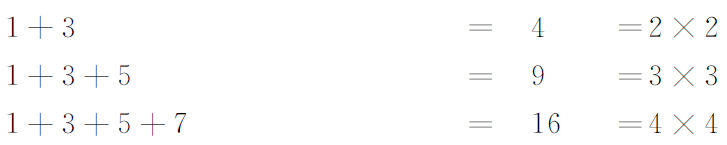 1 + 3 = 4 = 2 × 2
1 + 3 + 5 = 9 = 3 × 3
1 + 3 + 5 + 7 = 16 = 4 × 4